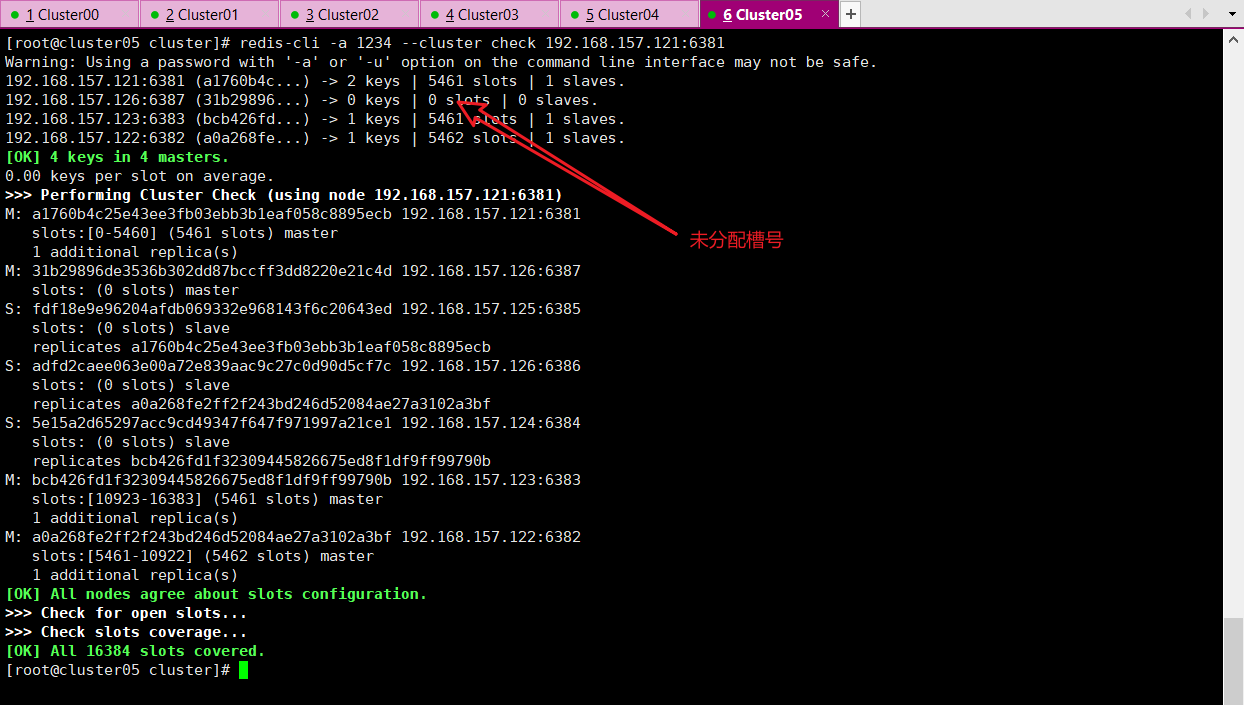 1 Cluster00
2 Cluster01
3 Cluster02
4 Cluster03
5 Cluster04
6 Cluster05
[root@cluster05 cluster]# redis-cli -a 1234 --cluster check 192.168.157.121:6381
Warning: Using a password with '-a' or '-u' option on the command line interface may not be safe.
192.168.157.121:6381 (a1760b4c...) -> 2 keys | 5461 slots | 1 slaves.
192.168.157.126:6387 (31b29896...) -> 0 keys | 0 slots | 0 slaves.
192.168.157.123:6383 (bcb426fd...) -> 1 keys | 5461 slots | 1 slaves.
192.168.157.122:6382 (a0a268fe...) -> 1 keys | 5462 slots | 1 slaves.
[OK] 4 keys in 4 masters.
0.00 keys per slot on average.
>>> Performing Cluster Check (using node 192.168.157.121:6381)
M: a1760b4c25e43ee3fb03ebb3b1eaf058c8895ecb 192.168.157.121:6381
slots:[0-5460] (5461 slots) master
未分配槽号
1 additional replica(s)
M: 31b29896de3536b302dd87bccff3dd8220e21c4d 192.168.157.126:6387
slots: (0 slots) master
S: fdf18e9e96204afdb069332e968143f6c20643ed 192.168.157.125:6385
slots: (0 slots) slave
replicates a1760b4c25e43ee3fb03ebb3b1eaf058c8895ecb
S: adfd2caee063e00a72e839aac9c27c0d90d5cf7c 192.168.157.126:6386
slots: (0 slots) slave
replicates a0a268fe2ff2f243bd246d52084ae27a3102a3bf
S: 5e15a2d65297acc9cd49347f647f971997a21ce1 192.168.157.124:6384
slots: (0 slots) slave
replicates bcb426fd1f32309445826675ed8f1df9ff99790b
M: bcb426fd1f32309445826675ed8f1df9ff99790b 192.168.157.123:6383
slots:[10923-16383] (5461 slots) master
1 additional replica(s)
M: a0a268fe2ff2f243bd246d52084ae27a3102a3bf 192.168.157.122:6382
slots:[5461-10922] (5462 slots) master
1 additional replica(s)
[OK] All nodes agree about slots configuration.
>>> Check for open slots...
>>> Check slots coverage...
[OK] All 16384 slots covered.
[root@cluster05 cluster]#